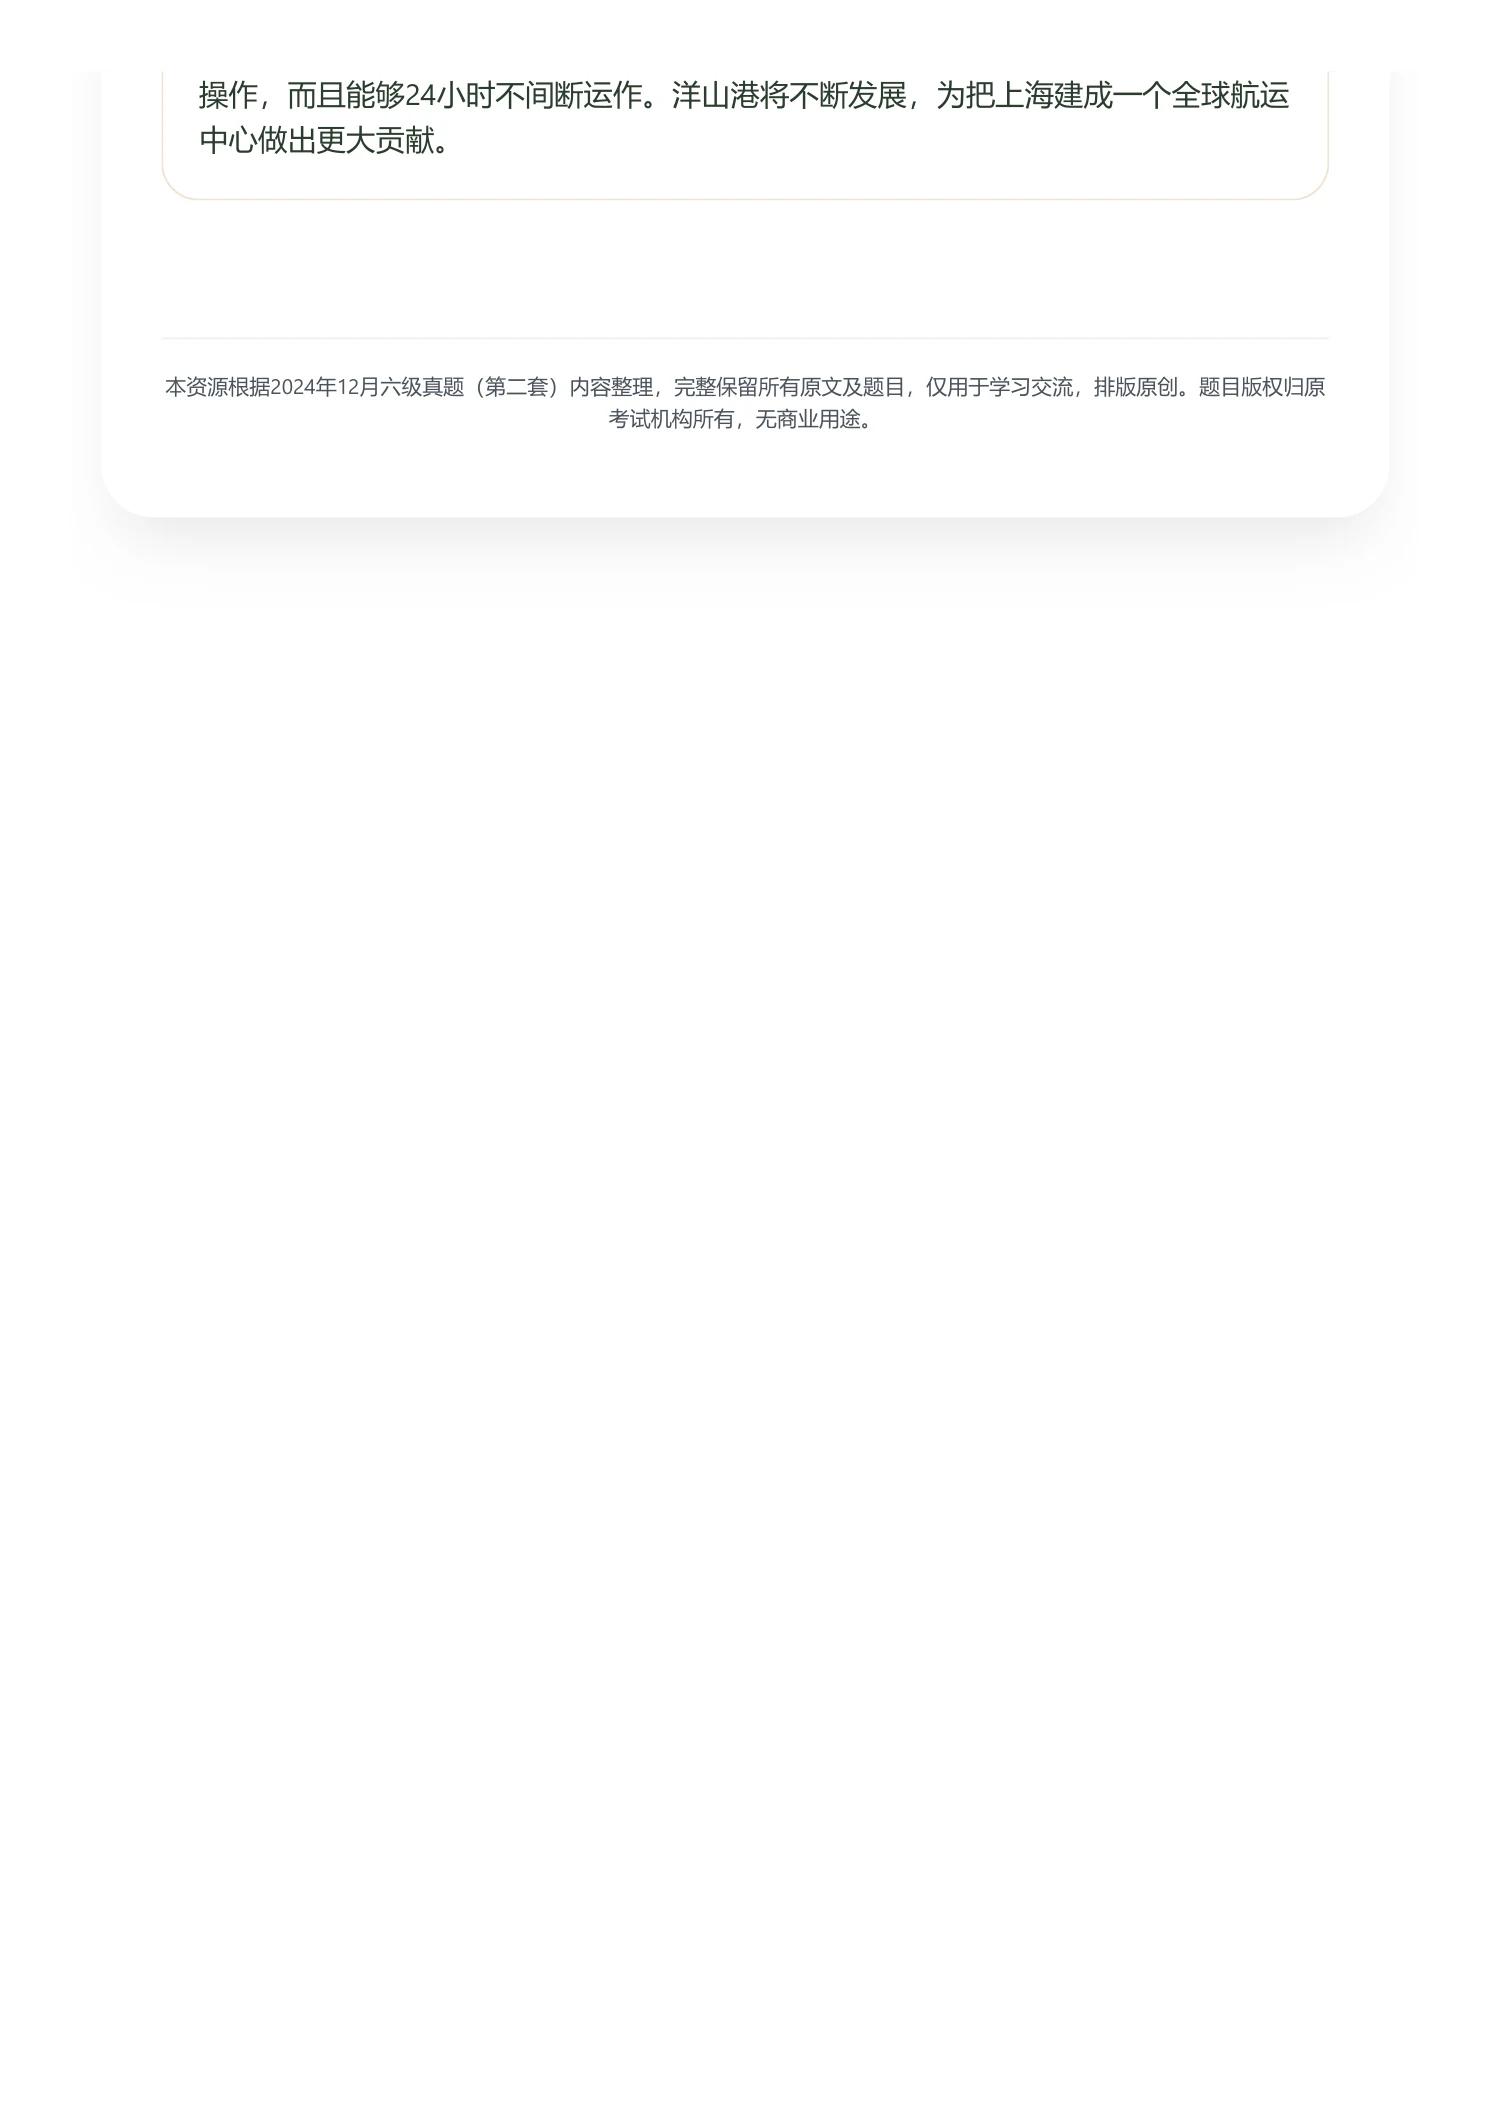 操作，而且能够24小时不间断运作。洋山港将不断发展，为把上海建成一个全球航运
中心做出更大贡献。
本资源根据2024年12月六级真题（第二套）内容整理，完整保留所有原文及题目，仅用于学习交流，排版原创。题目版权归原
考试机构所有，无商业用途。